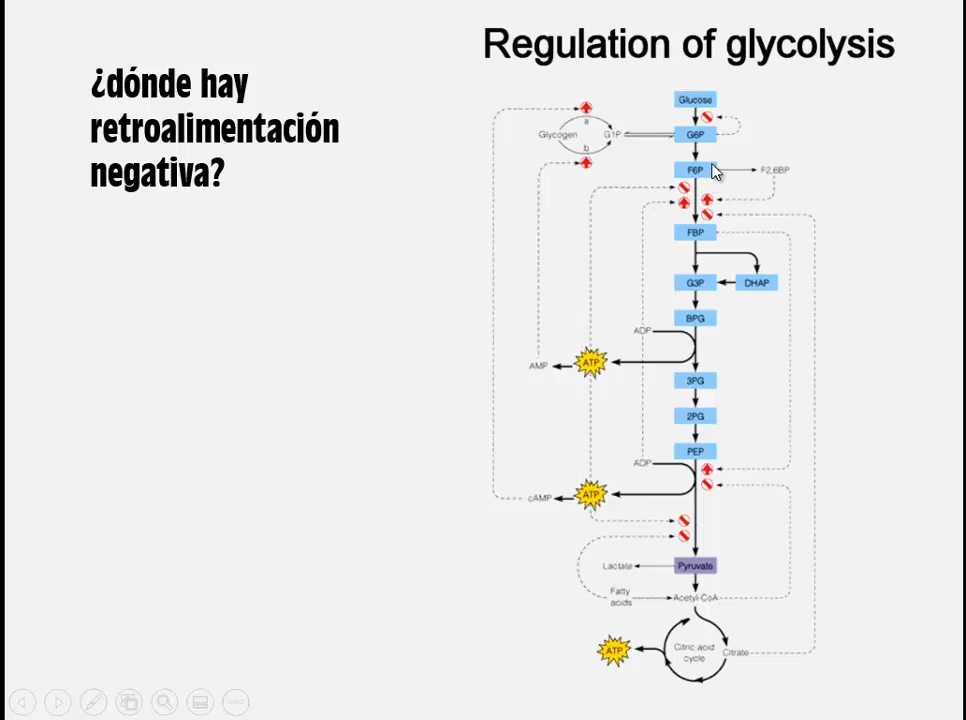 Regulation of glycolysis
¿dónde hay
retroalimentación
negativa?
Glucose
a
Glycogen
G1P
G6P
b
F6P
F2,6BP
FBP
G3P
DHAP
BPG
ADP
AMP
ATP
3PG
2PG
PEP
ADP
cAMP
ATP
Lactate
Pyruvate
Fatty
acids
Acetyl-CoA
ATP
Citric acid
cycle
Citrate